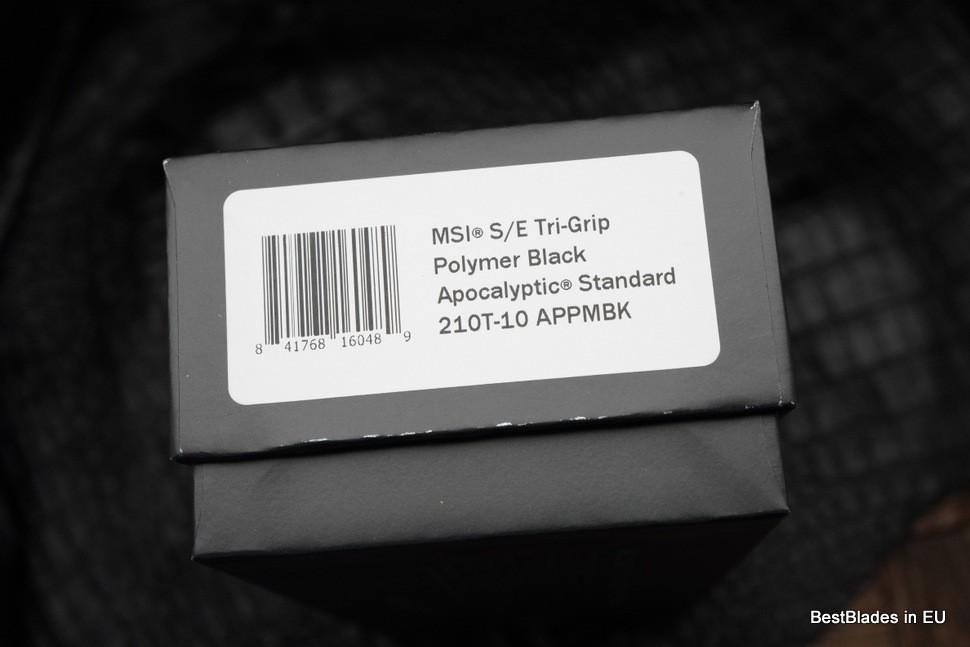 MSI® S/E Tri-Grip
Polymer Black
Apocalyptic® Standard
210T-10 APPMBK
8 41768 16048 9
BestBlades in EU